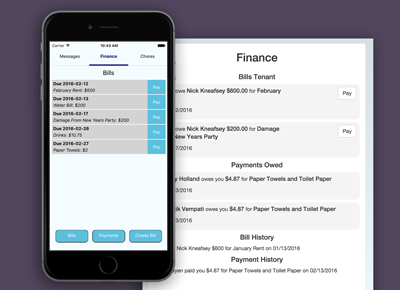 Carrier
10:43 AM
Messages Finance Chores
Bills
Due 2016-02-12
February Rent: $600
Pay
Due 2016-02-13
Water Bill: $200
Pay
Due 2016-02-17
Damage From New Years Party: $200
Pay
Due 2016-02-26
Drinks: $10.75
Pay
Due 2016-02-27
Paper Towels: $2
Pay
Bills Payments Create Bill
Finance
Bills Tenant
owe Nick Kneafsey $600.00 for February
Pay
/2016
owe Nick Kneafsey $200.00 for Damage
New Years Party
Pay
7/2016
Payments Owed
y Holland owes you $4.87 for Paper Towels and Toilet Paper
3/2016
ik Vempati owes you $4.87 for Paper Towels and Toilet Paper
3/2016
Bill History
Nick Kneafsey $600 for January Rent on 01/13/2016
Payment History
yen paid you $4.87 for Paper Towels and Toilet Paper on 02/13/2016